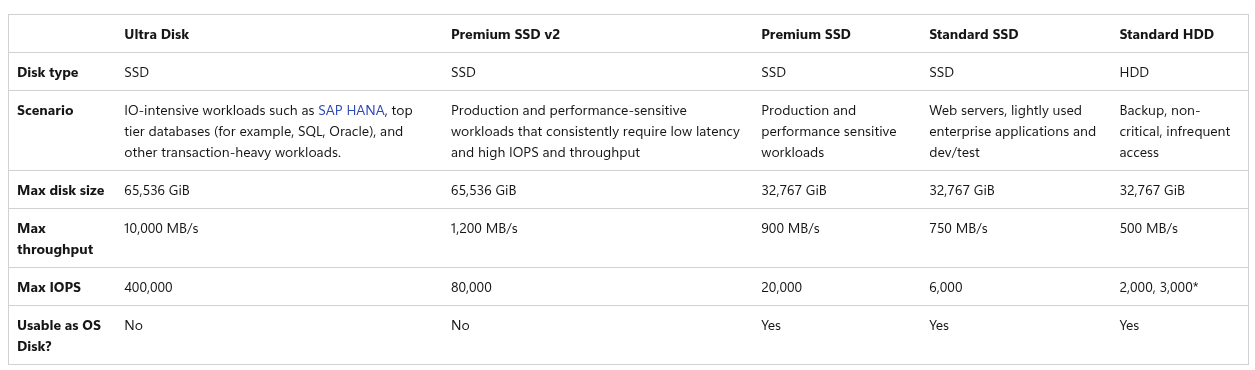 Ultra Disk Premium SSD v2 Premium SSD Standard SSD Standard HDD
Disk type SSD SSD SSD SSD HDD
Scenario IO-intensive workloads such as SAP HANA, top Production and performance-sensitive Production and Web servers, lightly used Backup, non-
tier databases (for example, SQL, Oracle), and workloads that consistently require low latency performance sensitive enterprise applications and critical, infrequent
other transaction-heavy workloads. and high IOPS and throughput workloads dev/test access
Max disk size 65,536 GiB 65,536 GiB 32,767 GiB 32,767 GiB 32,767 GiB
Max 10,000 MB/s 1,200 MB/s 900 MB/s 750 MB/s 500 MB/s
throughput
Max IOPS 400,000 80,000 20,000 6,000 2,000, 3,000*
Usable as OS No No Yes Yes Yes
Disk?